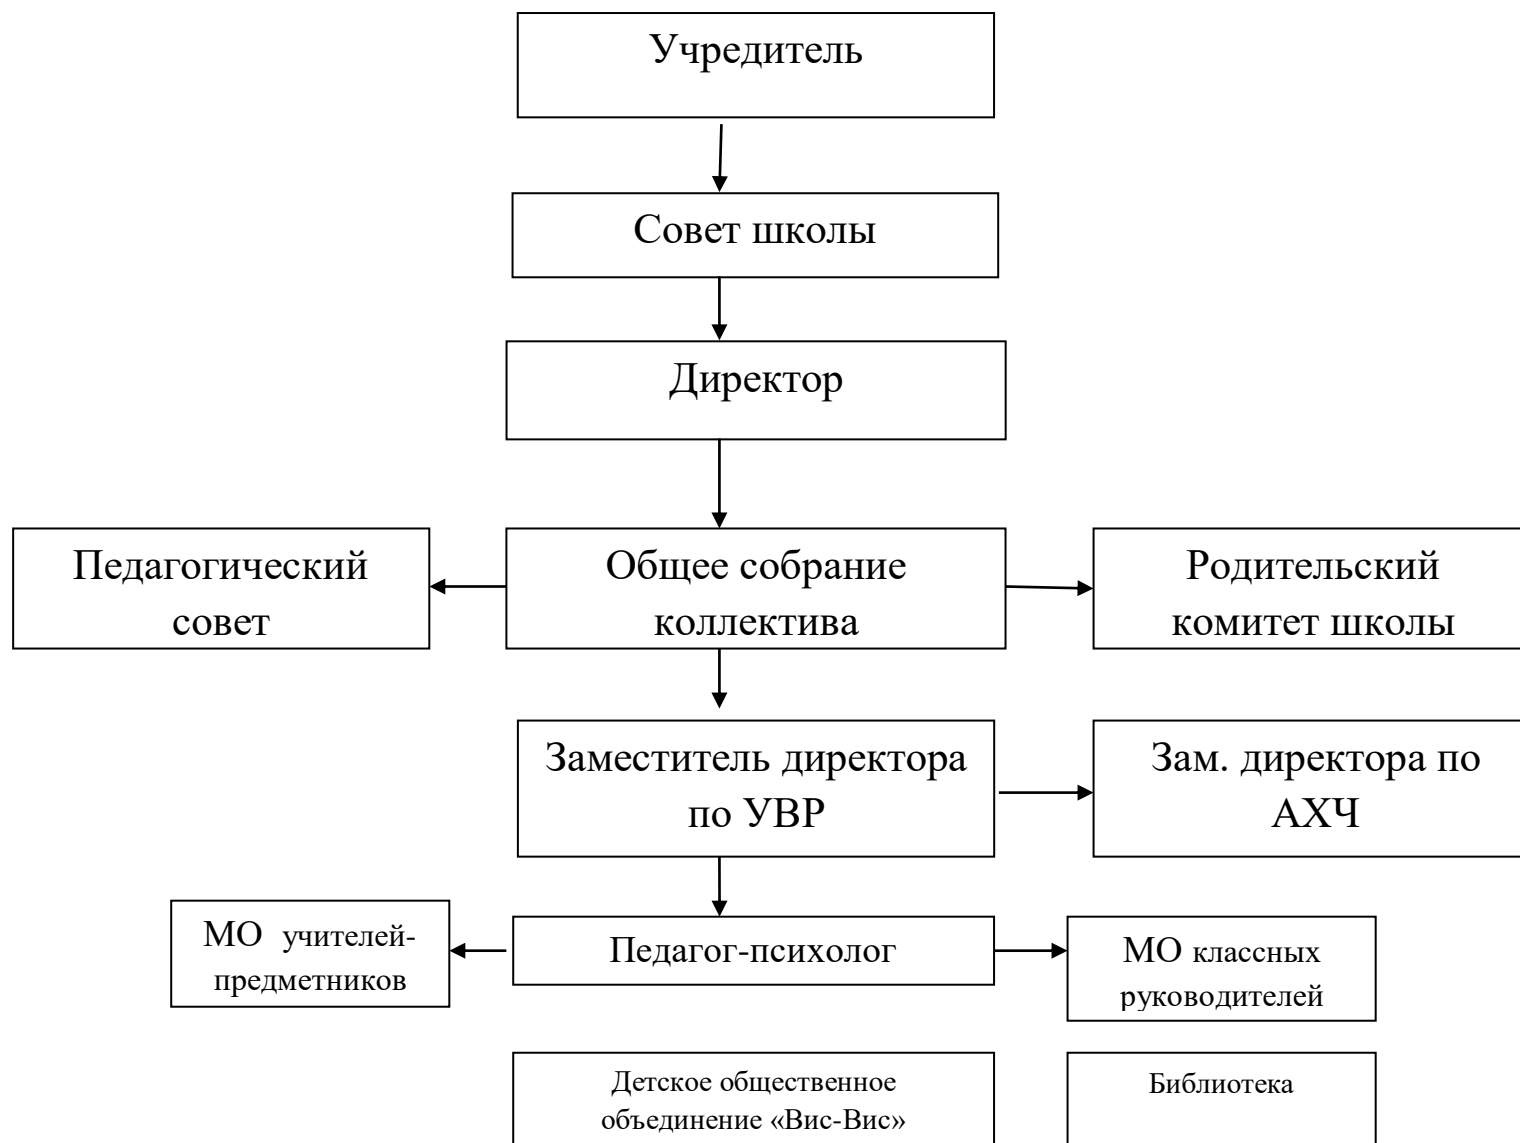 Учредитель
Совет школы
Директор
Педагогический
совет
Общее собрание
коллектива
Родительский
комитет школы
Заместитель директора
по УВР
Зам. директора по
АХЧ
МО учителей-
предметников
Педагог-психолог
МО классных
руководителей
Детское общественное
объединение «Вис-Вис»
Библиотека